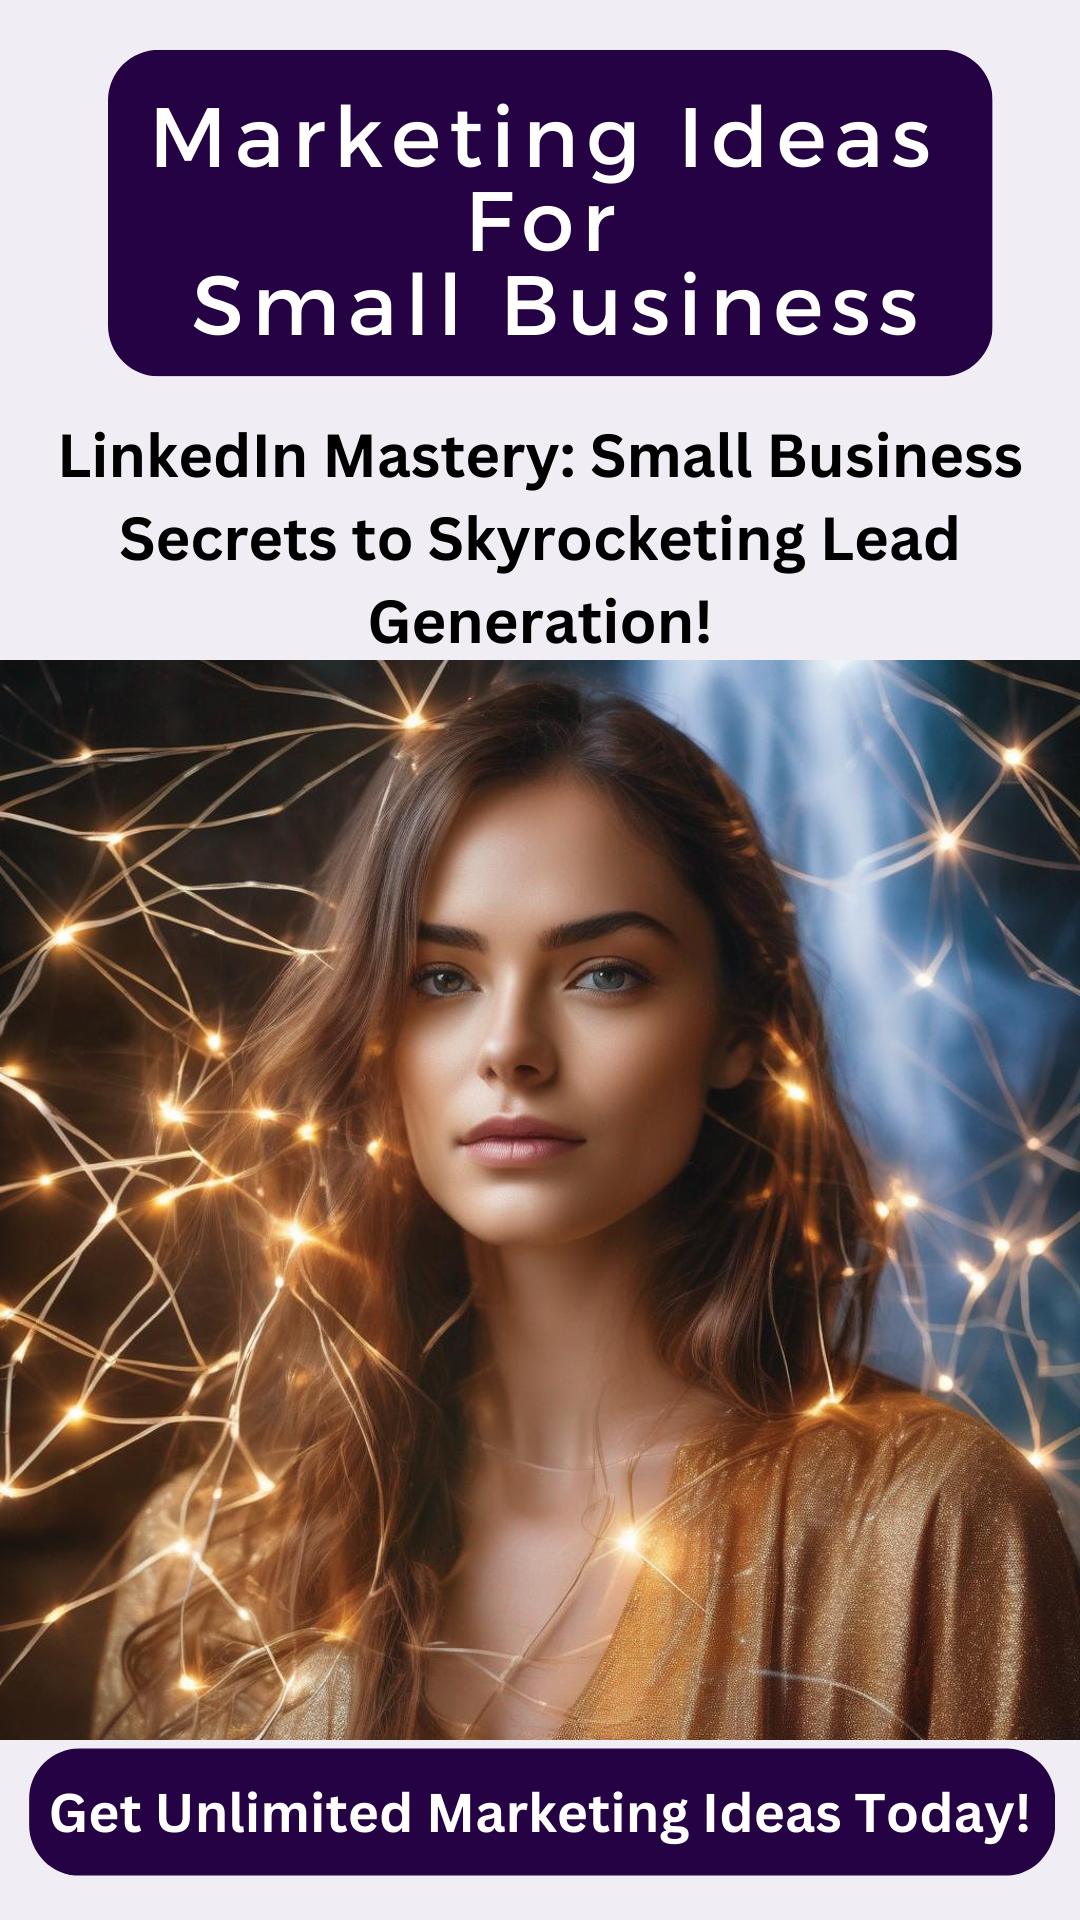 Marketing Ideas
For
Small Business
LinkedIn Mastery: Small Business
Secrets to Skyrocketing Lead
Generation!
Get Unlimited Marketing Ideas Today!